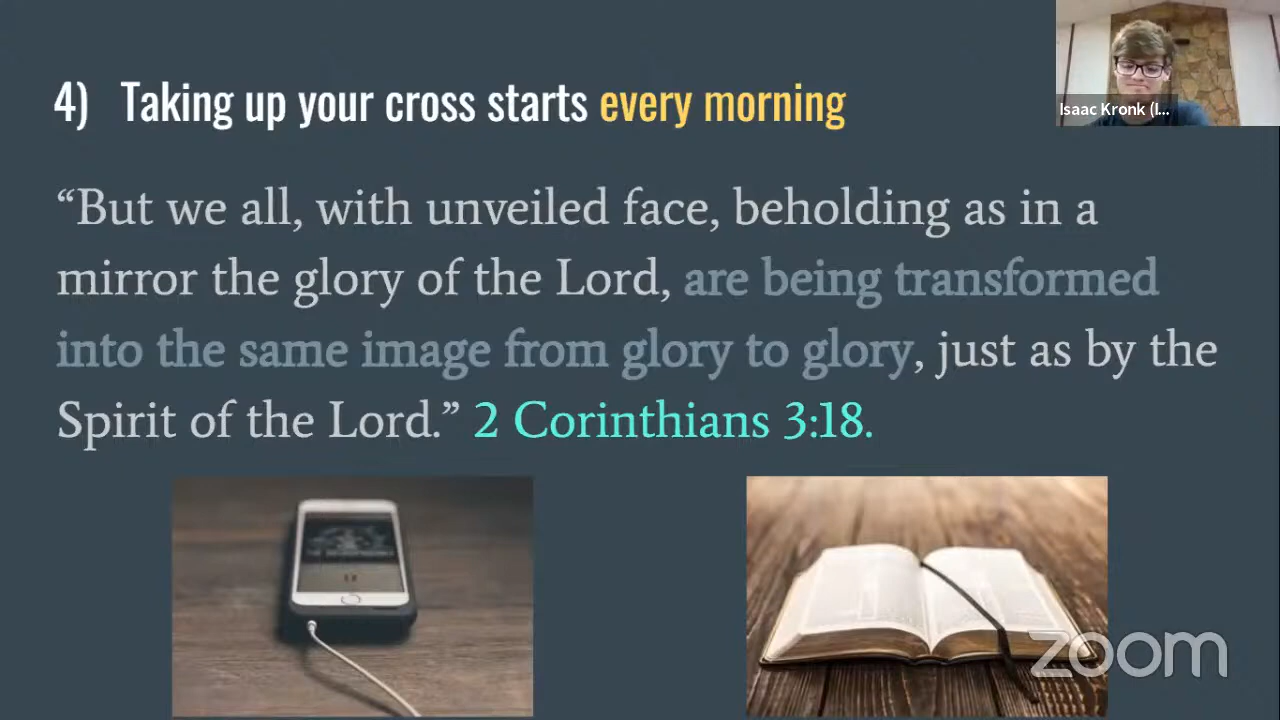 4) Taking up your cross starts every morning
Isaac Kronk (I...
“But we all, with unveiled face, beholding as in a
mirror the glory of the Lord, are being transformed
into the same image from glory to glory, just as by the
Spirit of the Lord.” 2 Corinthians 3:18.
zoom